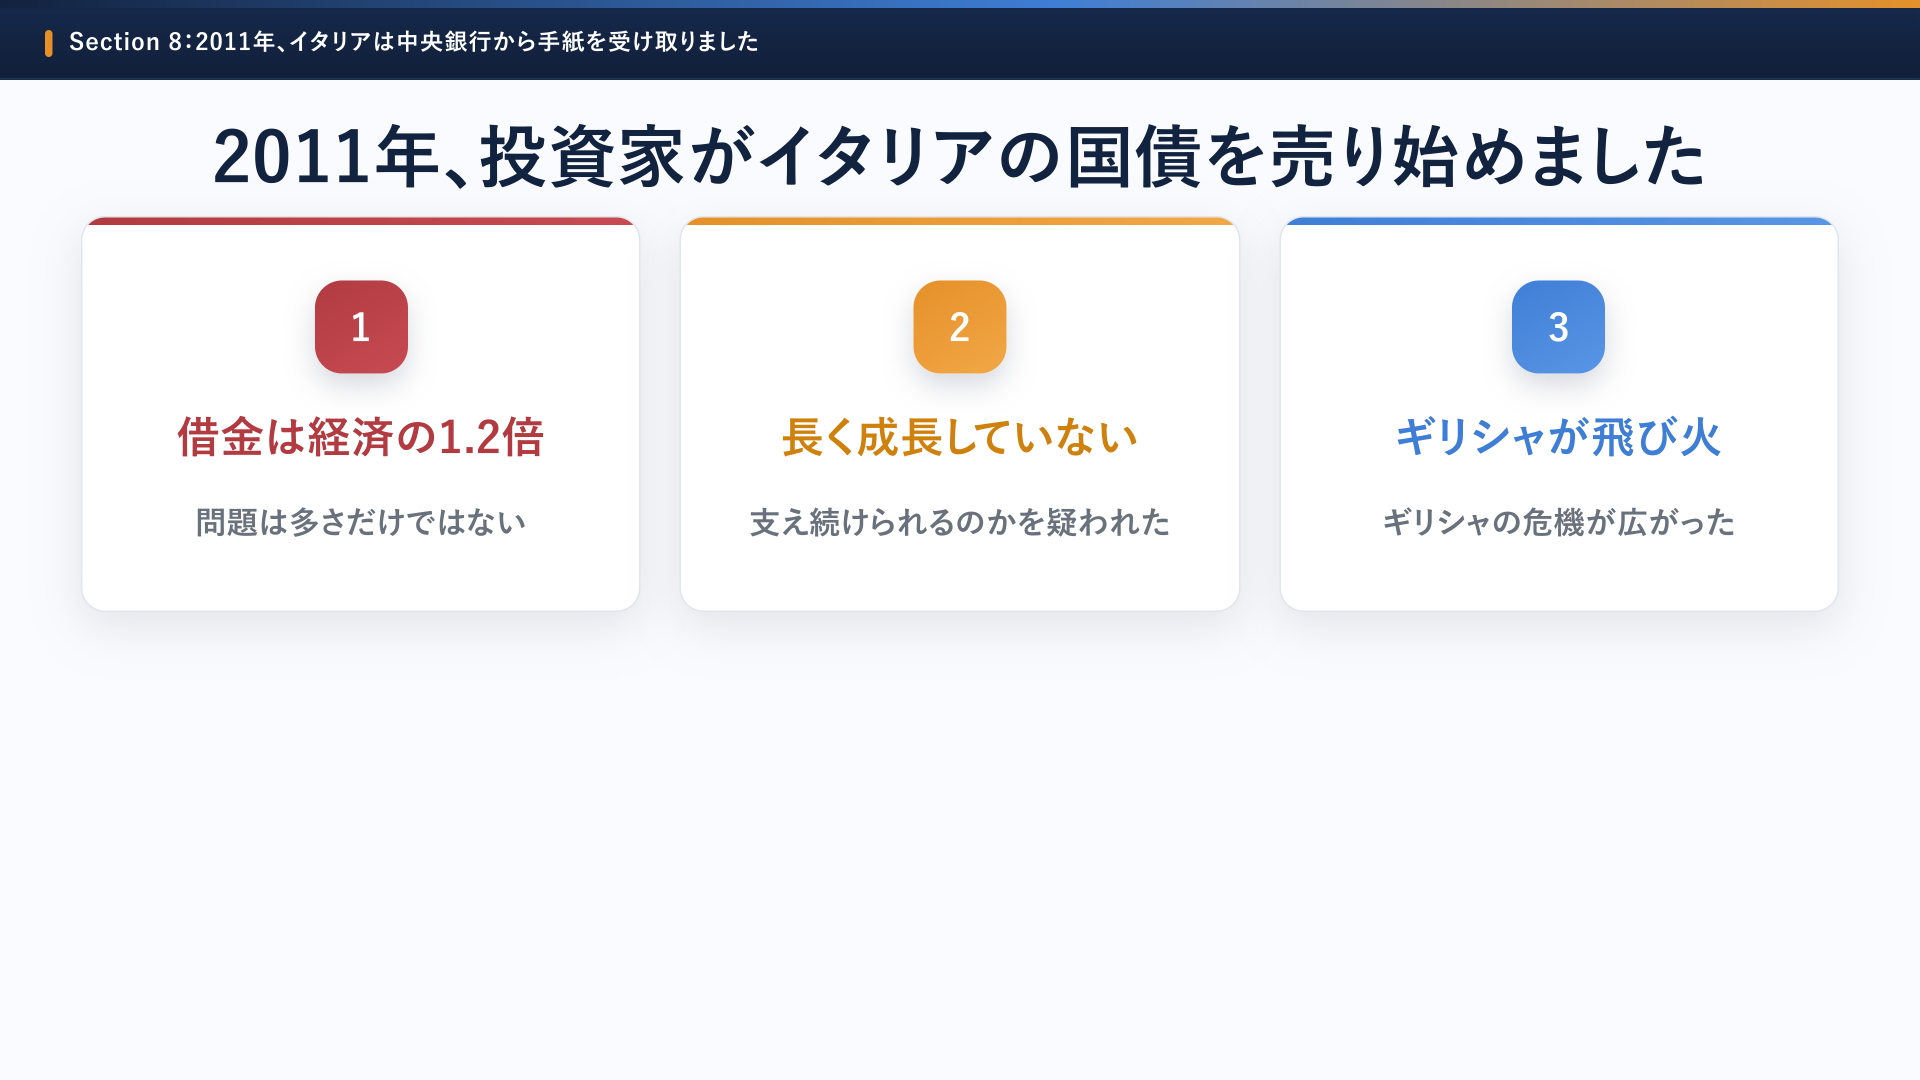 Section 8：2011年、イタリアは中央銀行から手紙を受け取りました
2011年、投資家がイタリアの国債を売り始めました
1
借金は経済の1.2倍
問題は多さだけではない
2
長く成長していない
支え続けられるのかを疑われた
3
ギリシャが飛び火
ギリシャの危機が広がった